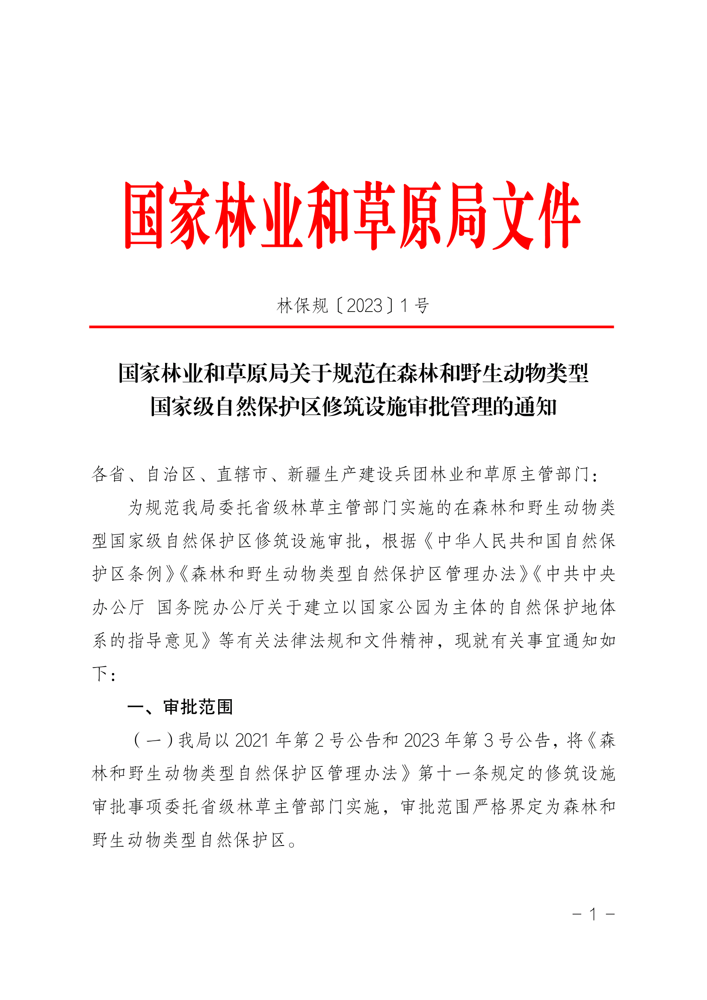 国家林业和草原局文件
林保规〔2023〕1号
国家林业和草原局关于规范在森林和野生动物类型
国家级自然保护区修筑设施审批管理的通知
各省、自治区、直辖市、新疆生产建设兵团林业和草原主管部门：
为规范我局委托省级林草主管部门实施的在森林和野生动物类
型国家级自然保护区修筑设施审批，根据《中华人民共和国自然保
护区条例》《森林和野生动物类型自然保护区管理办法》《中共中央
办公厅 国务院办公厅关于建立以国家公园为主体的自然保护地体
系的指导意见》等有关法律法规和文件精神，现就有关事宜通知如
下：
一、审批范围
（一）我局以2021年第2号公告和2023年第3号公告，将《森
林和野生动物类型自然保护区管理办法》第十一条规定的修筑设施
审批事项委托省级林草主管部门实施，审批范围严格界定为森林和
野生动物类型自然保护区。
－ 1 －